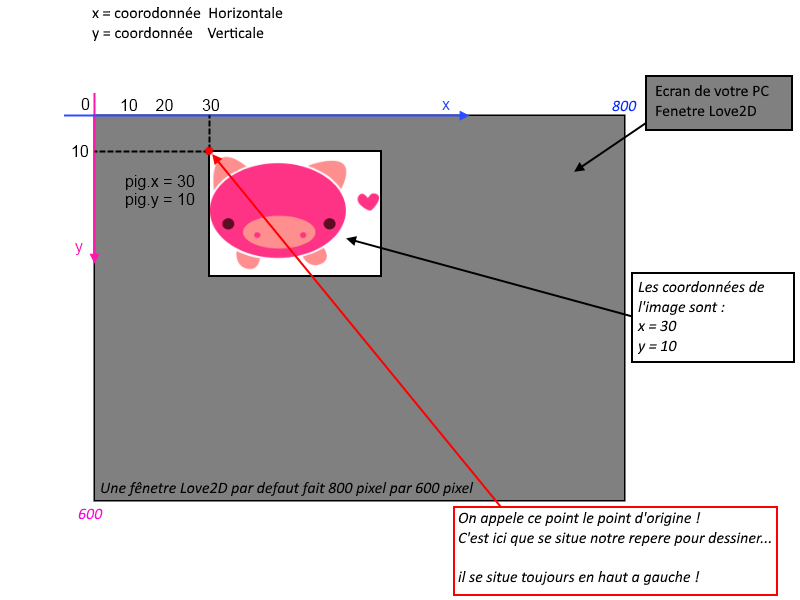 x = coorodonnée  Horizontale
y = coordonnée    Verticale
0
10
20
30
x
800
Ecran de votre PC
Fenetre Love2D
10
pig.x = 30
pig.y = 10
y
Les coordonnées de
l'image sont :
x = 30
y = 10
Une fênetre Love2D par defaut fait 800 pixel par 600 pixel
600
On appele ce point le point d'origine !
C'est ici que se situe notre repere pour dessiner...
il se situe toujours en haut a gauche !